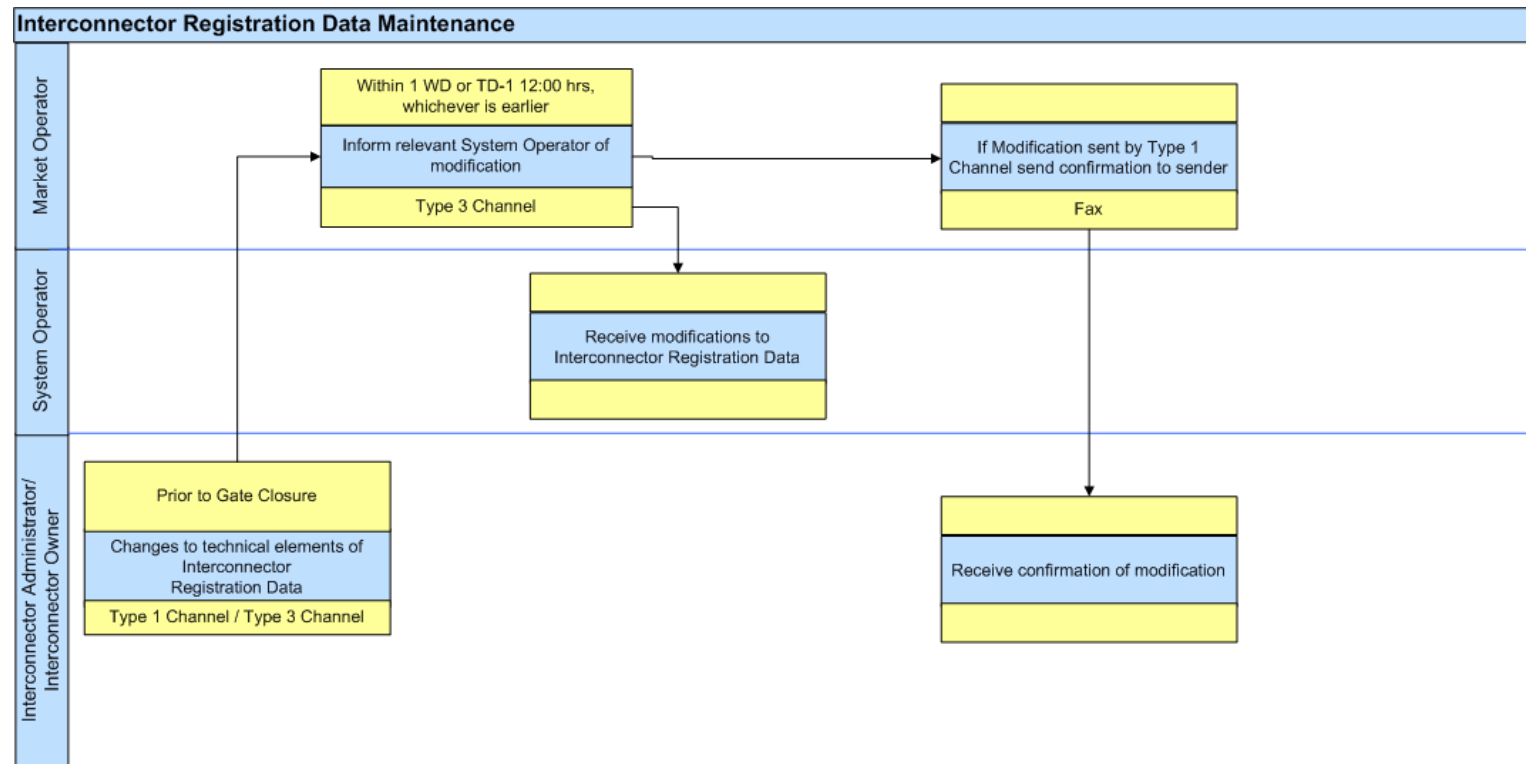 Interconnector Registration Data Maintenance
Market Operator
Within 1 WD or TD-1 12:00 hrs,
whichever is earlier
Inform relevant System Operator of
modification
Type 3 Channel
If Modification sent by Type 1
Channel send confirmation to sender
Fax
System Operator
Receive modifications to
Interconnector Registration Data
Interconnector Administrator/
Interconnector Owner
Prior to Gate Closure
Changes to technical elements of
Interconnector
Registration Data
Type 1 Channel / Type 3 Channel
Receive confirmation of modification